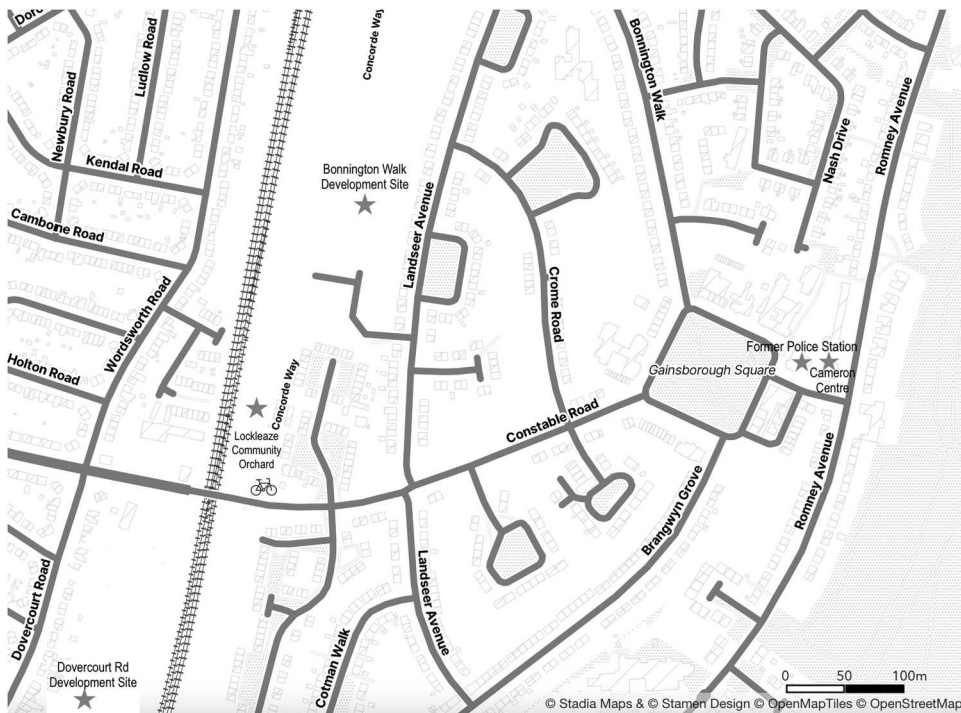 Doro
Newbury Road
Ludlow Road
Kendal Road
Cambone Road
Wordsworth Road
Holton Road
Dovercourt Road
Dovercourt Rd
Development Site
Concorde Way
Bonnington Walk
Development Site
Landseer Avenue
Concorde Way
Lockleaze
Community
Orchard
Crome Road
Constable Road
Landseer Avenue
Cotman Walk
Brangwyn Grove
Bonnington Walk
Nash Drive
Romney Avenue
Former Police Station
Gainsborough Square
Cameron
Centre
Romney Avenue
0 50 100m
© Stadia Maps & © Stamen Design © OpenMapTiles © OpenStreetMap